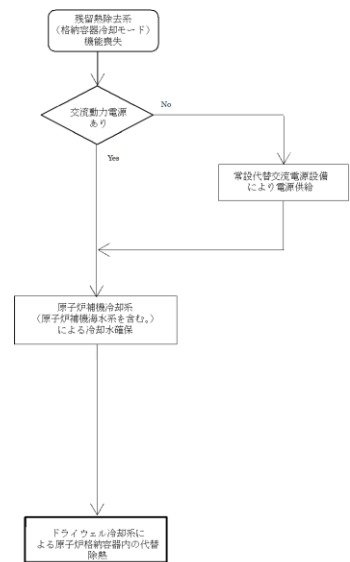 残留熱除去系
（格納容器冷却モード）
機能喪失
交流動力電源
あり
No
Yes
常設代替交流電源設備
により電源供給
原子炉補機冷却系
（原子炉補機海水系を含む。）
による冷却水確保
ドライウェル冷却系に
よる原子炉格納容器内の代替
除熱